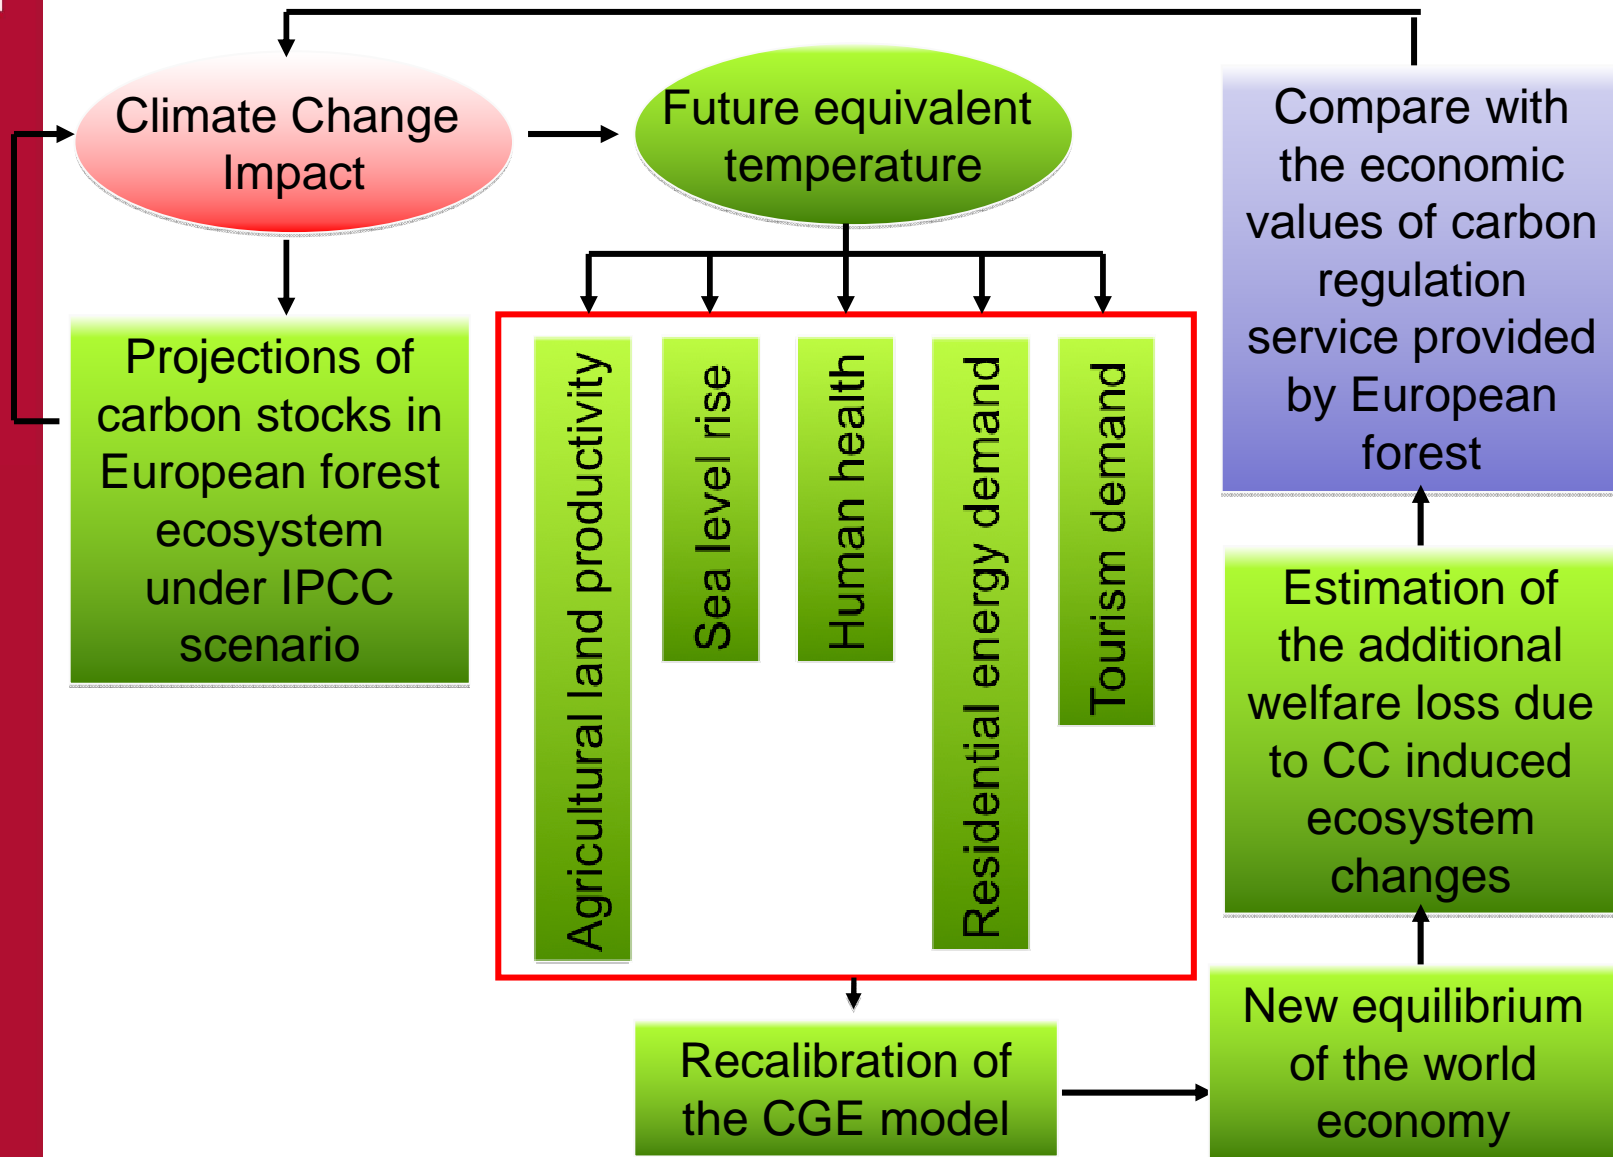 Climate Change
Impact
Future equivalent
temperature
Compare with
the economic
values of carbon
regulation
service provided
by European
forest
Projections of
carbon stocks in
European forest
ecosystem
under IPCC
scenario
Agricultural land productivity
Sea level rise
Human health
Residential energy demand
Tourism demand
Estimation of
the additional
welfare loss due
to CC induced
ecosystem
changes
Recalibration of
the CGE model
New equilibrium
of the world
economy